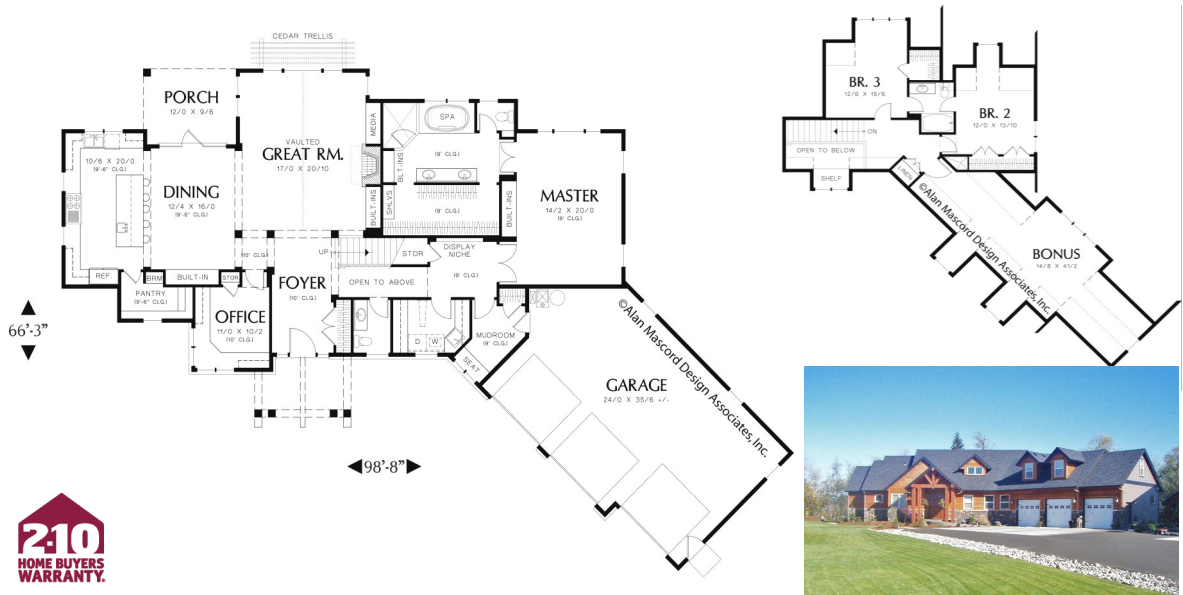 CEDAR TRELLIS
PORCH
12/0 X 9/6
VAULTED
GREAT RM.
17/0 X 20/10
MEDIA
SPA
(9' CLG.)
BLT-INS
BUILT-INS
SHLVS
(9' CLG.)
BUILT-INS
MASTER
14/2 X 20/0
(9' CLG.)
10/6 X 20/0
(9'-6" CLG.)
DINING
12/4 X 16/0
(9'-6" CLG.)
REF.
BRM
BUILT-IN
STOR
(10' CLG.)
PANTRY
(9'-6" CLG.)
OFFICE
11/0 X 10/2
(10' CLG.)
FOYER
(10' CLG.)
UP
STOR
DISPLAY
NICHE
(9' CLG.)
OPEN TO ABOVE
D W
MUDROOM
(9' CLG.)
SEAT
GARAGE
24/0 X 35/6 +/-
©Alan Mascord Design Associates, Inc.
66'-3"
98'-8"
BR. 3
12/6 X 15/6
BR. 2
12/0 X 13/10
DN
OPEN TO BELOW
SHELF
LINEN
BONUS
14/8 X 41/2
©Alan Mascord Design Associates, Inc.
2-10
HOME BUYERS
WARRANTY.